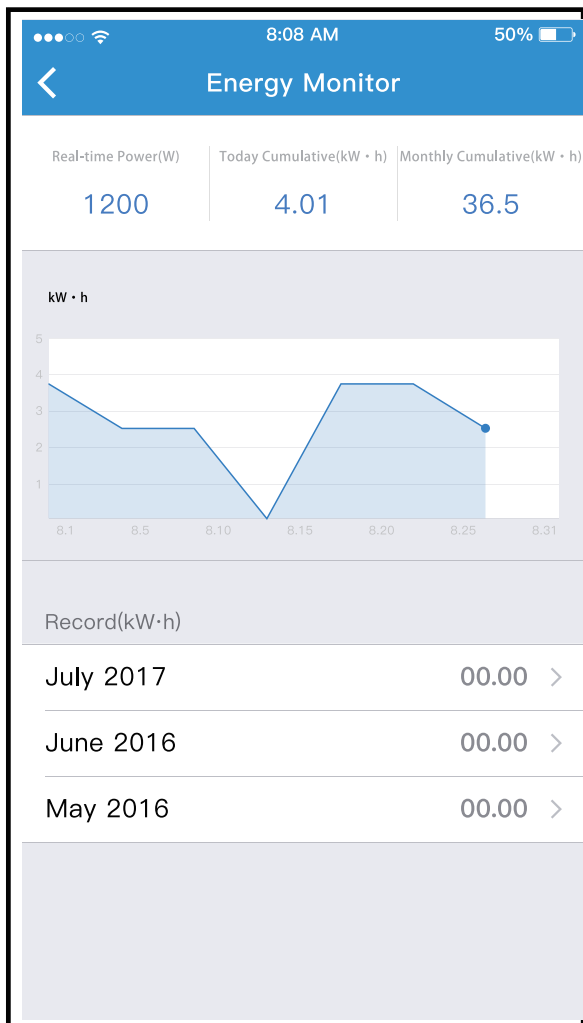 8:08 AM 50%
Energy Monitor
Real-time Power(W) Today Cumulative(kW・h) Monthly Cumulative(kW・h)
1200 4.01 36.5
kW・h
5
4
3
2
1
8.1 8.5 8.10 8.15 8.20 8.25 8.31
Record(kW·h)
July 2017 00.00
June 2016 00.00
May 2016 00.00